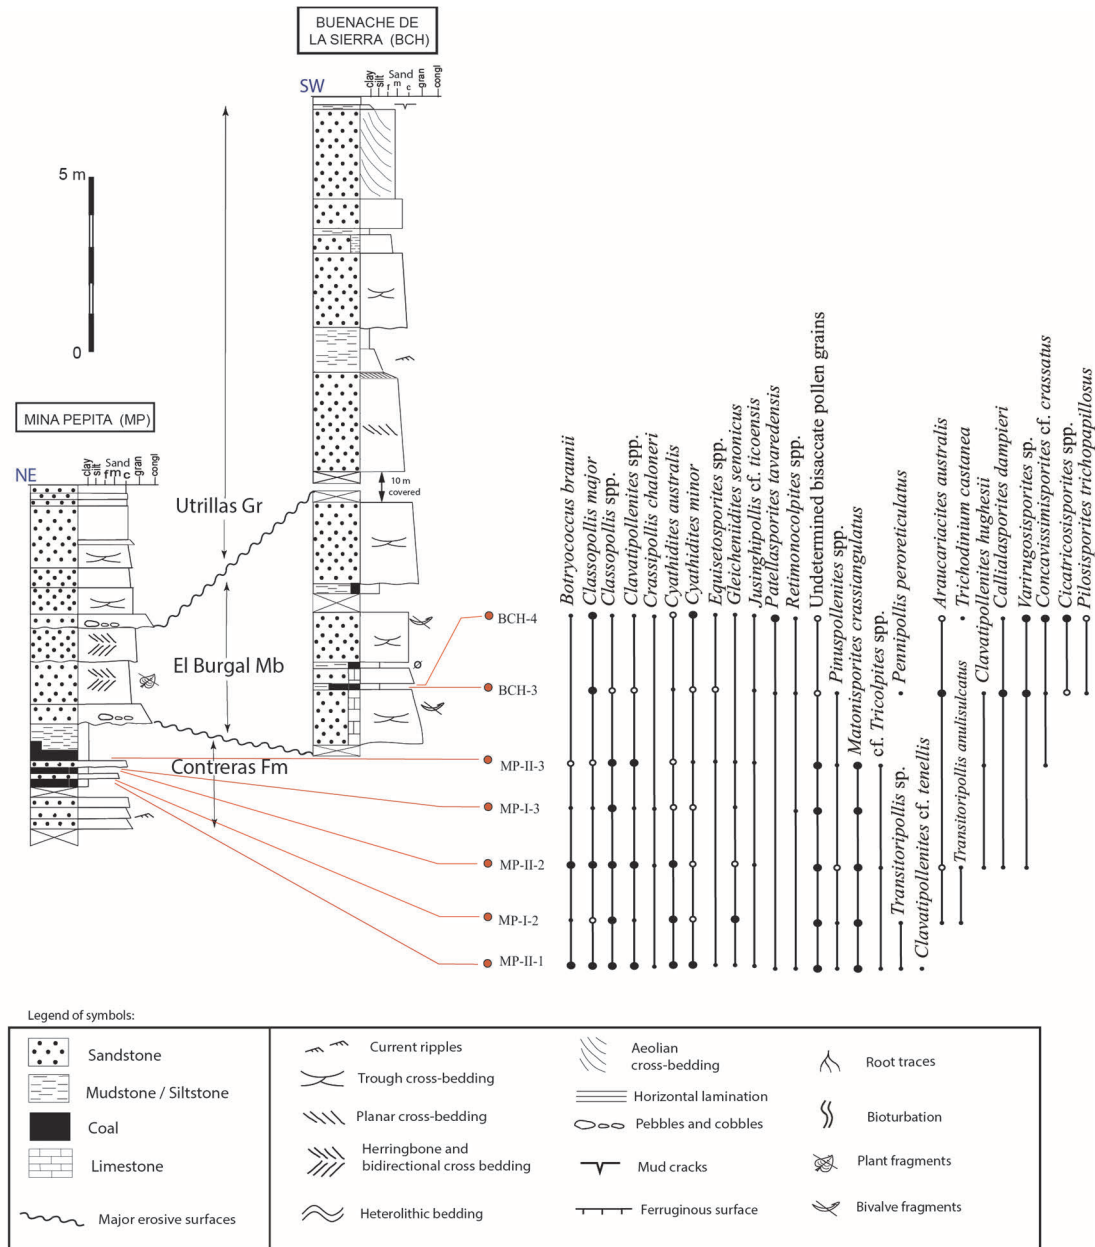 BUENACHE DE
LA SIERRA (BCH)
SW
clay
silt
f
Sand
m
c
gran
congl
5 m
0
MINA PEPITA (MP)
NE
clay
silt
f
Sand
m
c
gran
congl
10 m
covered
Utrillas Gr
El Burgal Mb
Contreras Fm
BCH-4
BCH-3
MP-II-3
MP-I-3
MP-II-2
MP-I-2
MP-II-1
Botryococcus braunii
Classopollis major
Classopollis spp.
Clavatipollenites spp.
Crassipollis chaloneri
Cyathidites australis
Cyathidites minor
Equisetosporites spp.
Gleicheniidites senonicus
Jusinghipollis cf. ticoensis
Patellasporites tavaredensis
Retimonocolpites spp.
Undetermined bisaccate pollen grains
Pinuspollenites spp.
Matonisporites crassiangulatus
cf. Tricolpites spp.
Pennipollis peroreticulatus
Transitoripollis sp.
Clavatipollenites cf. tenellis
Araucariacites australis
Transitoripollis anulisulcatus
Trichodinium castanea
Clavatipollenites hughesii
Callialasporites dampieri
Varirugosisporites sp.
Concavissimisporites cf. crassatus
Cicatricosisporites spp.
Pilosisporites trichopapillosus
Legend of symbols:
Sandstone
Mudstone / Siltstone
Coal
Limestone
Major erosive surfaces
Current ripples
Trough cross-bedding
Planar cross-bedding
Herringbone and
bidirectional cross bedding
Heterolithic bedding
Aeolian
cross-bedding
Horizontal lamination
Pebbles and cobbles
Mud cracks
Ferruginous surface
Root traces
Bioturbation
Plant fragments
Bivalve fragments